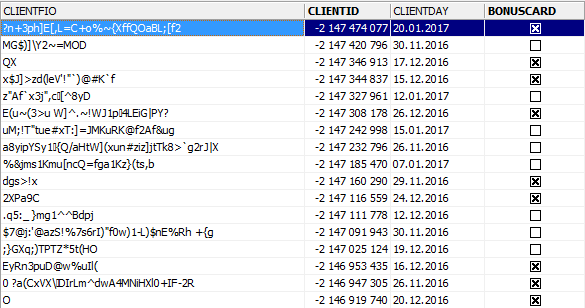 CLIENTFIO CLIENTID CLIENTDAY BONUSCARD
?n+3ph]E[,L=C+o%~{XffQOaBL;[f2 -2 147 474 077 20.01.2017
MG$)]\Y2~=MOD -2 147 420 796 30.11.2016
QX -2 147 346 913 17.12.2016
x$J]>zd(leV'!"`)@#K`f -2 147 344 837 15.12.2016
z"Af`x3j",c[^8yD -2 147 327 961 12.01.2017
E(u~(3>u W]^.~!WJ1p4LEiG|PY? -2 147 308 178 26.12.2016
uM;!T"tue#xT:]=JMKuRK@f2Af&ug -2 147 242 998 15.01.2017
a8yipYSy1{Q/aHtW](xun#ziz]jtTk8>`g2rJ|X -2 147 232 796 26.11.2016
%&jms1Kmu[ncQ=fga1Kz}(ts,b -2 147 185 470 07.01.2017
dgs>!x -2 147 160 290 29.11.2016
2XPa9C -2 147 116 559 24.12.2016
.q5:_}mg1^^Bdpj -2 147 111 778 12.12.2016
$7@j:'@azS!%7s6rI)"f0w)1-L)$nE%Rh +{g -2 147 091 943 30.11.2016
;}GXq;)TPTZ*5t(HO -2 147 025 124 19.12.2016
EyRn3puD@w%uIl( -2 146 953 435 16.12.2016
0 ?a(CxVX\DIrLm^dwA4MNiHXl0+IF-2R -2 146 947 305 26.11.2016
O -2 146 919 740 20.12.2016